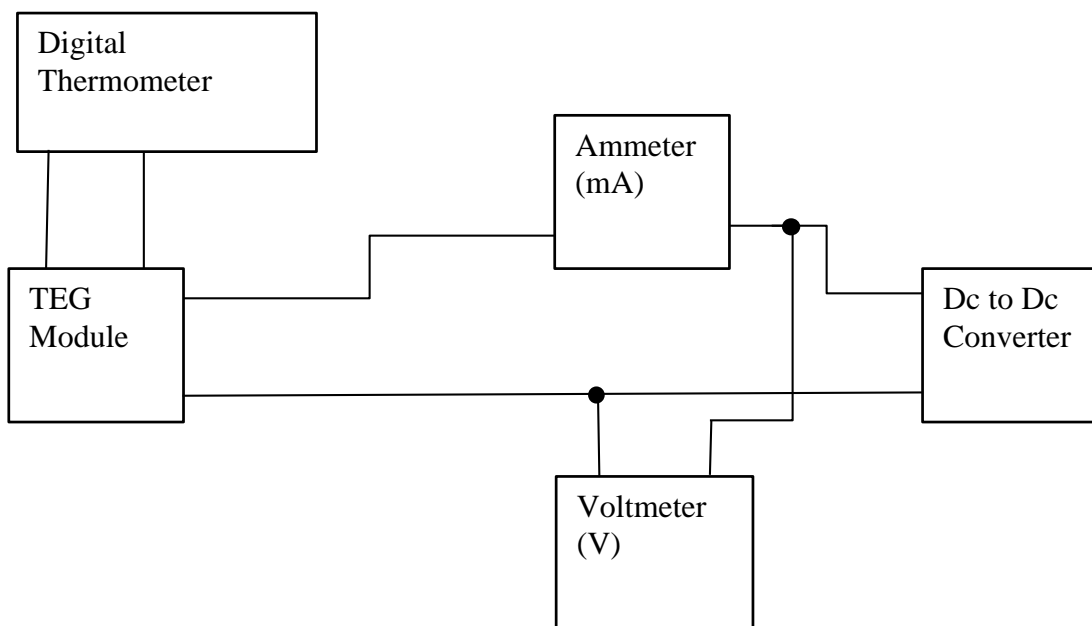 Digital
Thermometer
Ammeter
(mA)
TEG
Module
Dc to Dc
Converter
Voltmeter
(V)